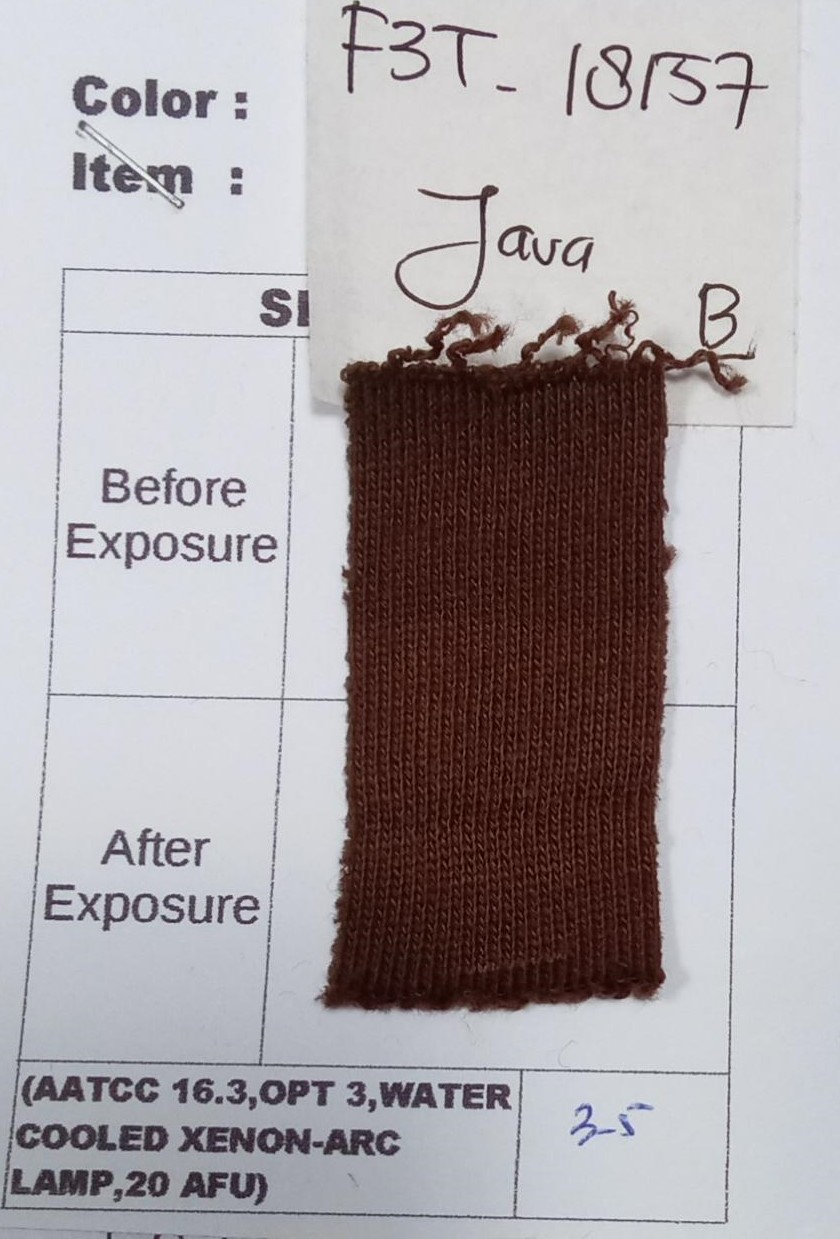 F3T - 18157
Color :
Item :
Java
B
Before
Exposure
After
Exposure
(AATCC 16.3,OPT 3,WATER
COOLED XENON-ARC
LAMP,20 AFU)
3-5